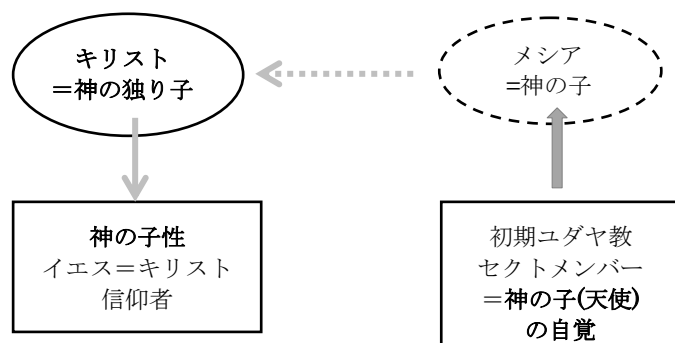 キリスト
＝神の独り子
メシア
=神の子
神の子性
イエス＝キリスト
信仰者
初期ユダヤ教
セクトメンバー
＝神の子(天使)
の自覚